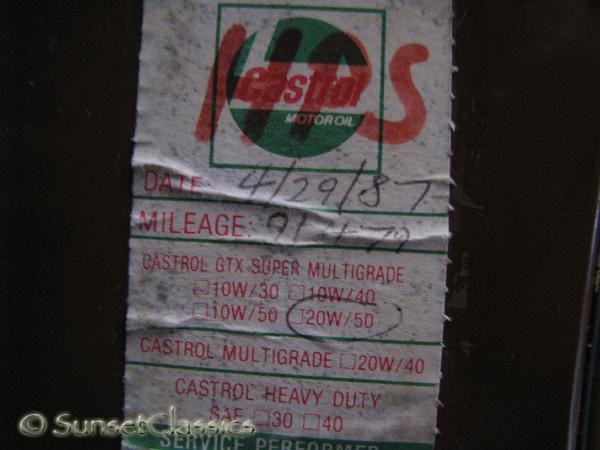 HPS
Castrol
MOTOR OIL
DATE: 4/29/87
MILEAGE:
CASTROL GTX SUPER MULTIGRADE
10W/30 10W/40
10W/50 20W/50
CASTROL MULTIGRADE 20W/40
CASTROL HEAVY DUTY
SAE 30 40
© SunsetClassics
SERVICE PERFORMED